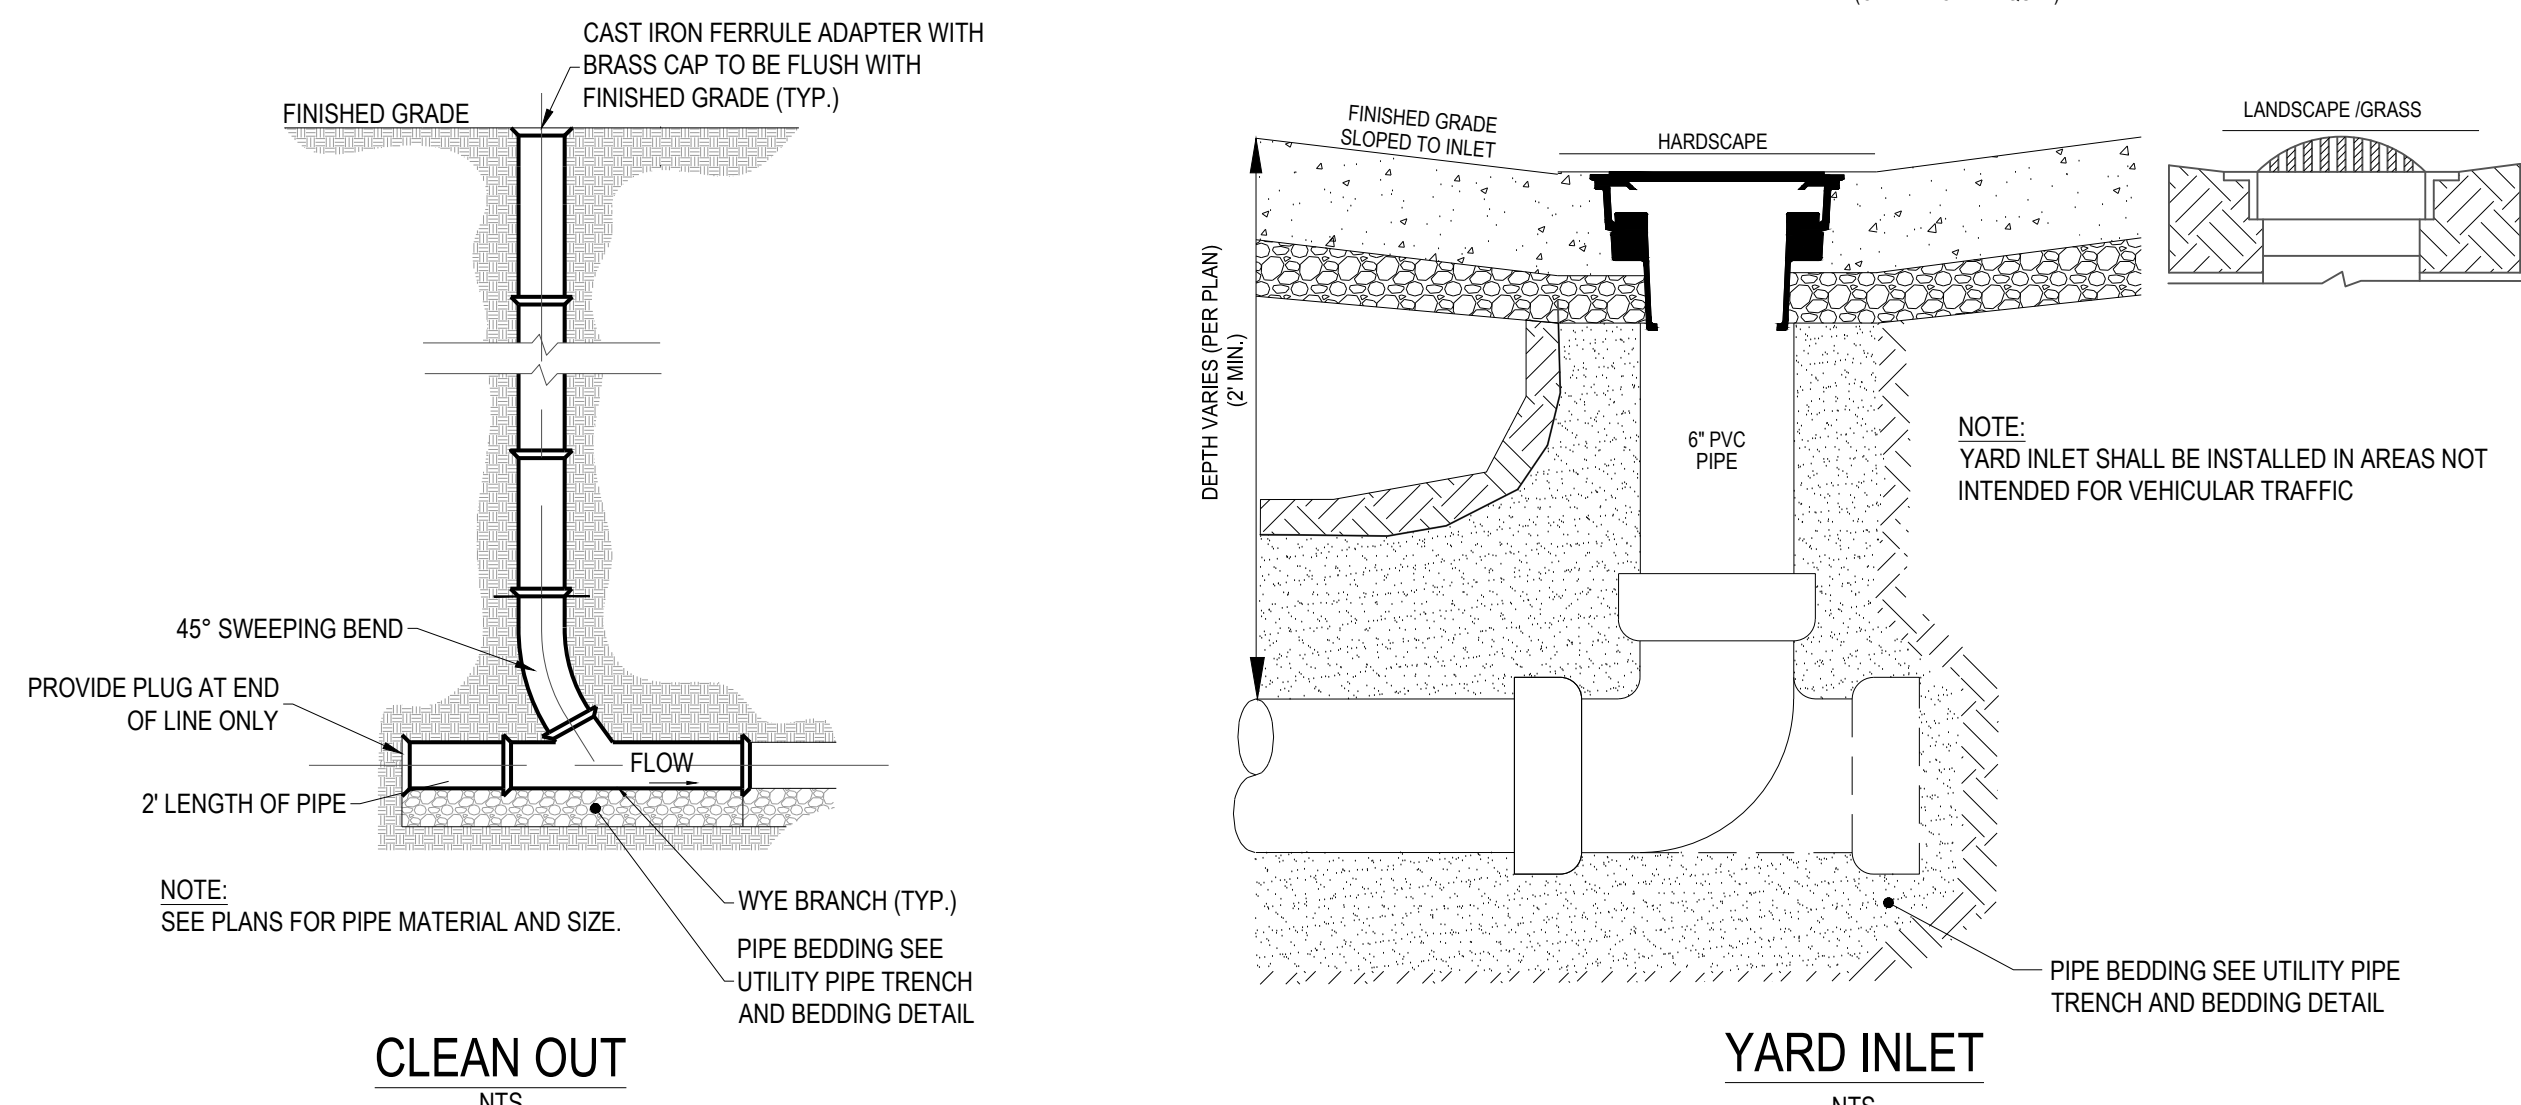 CAST IRON FERRULE ADAPTER WITH
BRASS CAP TO BE FLUSH WITH
FINISHED GRADE (TYP.)
FINISHED GRADE
45° SWEEPING BEND
PROVIDE PLUG AT END
OF LINE ONLY
FLOW
2' LENGTH OF PIPE
NOTE:
SEE PLANS FOR PIPE MATERIAL AND SIZE.
WYE BRANCH (TYP.)
PIPE BEDDING SEE
UTILITY PIPE TRENCH
AND BEDDING DETAIL
CLEAN OUT
NTS
FINISHED GRADE
SLOPED TO INLET
HARDSCAPE
LANDSCAPE /GRASS
DEPTH VARIES (PER PLAN)
(2' MIN.)
6" PVC
PIPE
NOTE:
YARD INLET SHALL BE INSTALLED IN AREAS NOT
INTENDED FOR VEHICULAR TRAFFIC
PIPE BEDDING SEE UTILITY PIPE
TRENCH AND BEDDING DETAIL
YARD INLET
NTS